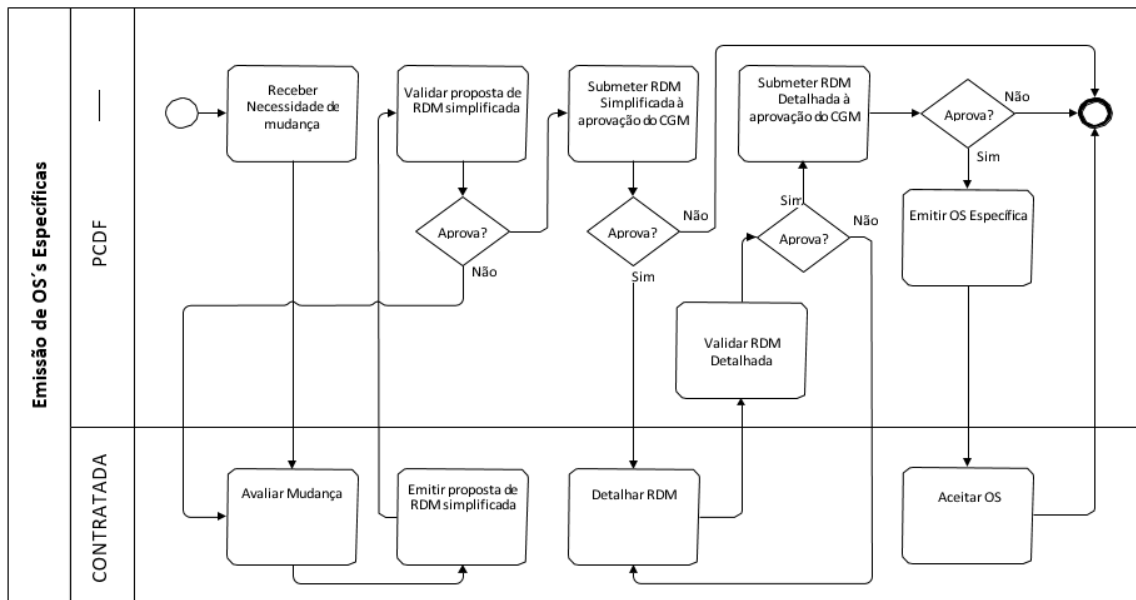 Emissão de OS´s Específicas
PCDF
CONTRATADA
Receber
Necessidade de
mudança
Validar proposta de
RDM simplificada
Aprova?
Não
Submeter RDM
Simplificada à
aprovação do CGM
Aprova?
Não
Sim
Submeter RDM
Detalhada à
aprovação do CGM
Sim
Aprova?
Não
Validar RDM
Detalhada
Aprova?
Não
Sim
Emitir OS Específica
Avaliar Mudança
Emitir proposta de
RDM simplificada
Detalhar RDM
Aceitar OS